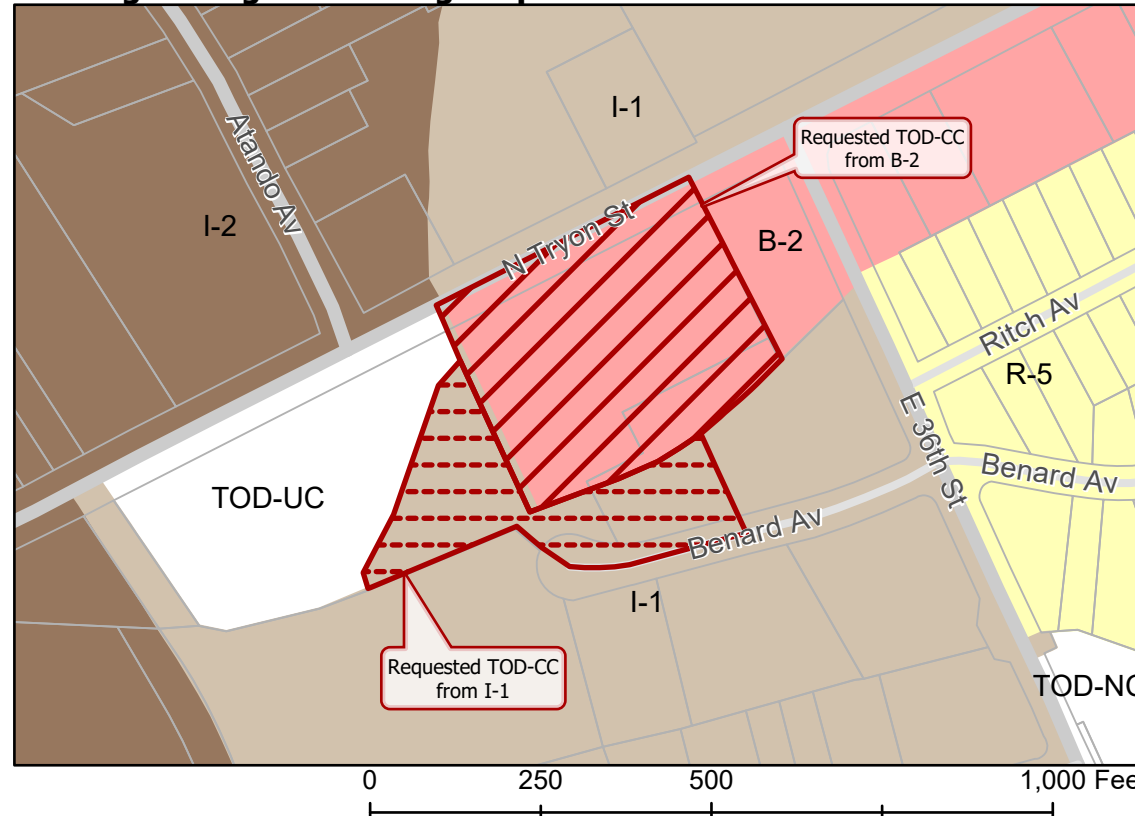 I-1
Requested TOD-CC
from B-2
Atando Av
I-2
N Tryon St
B-2
Ritch Av
R-5
E 36th St
Benard Av
TOD-UC
Benard Av
I-1
Requested TOD-CC
from I-1
TOD-NC
0 250 500 1,000 Fee